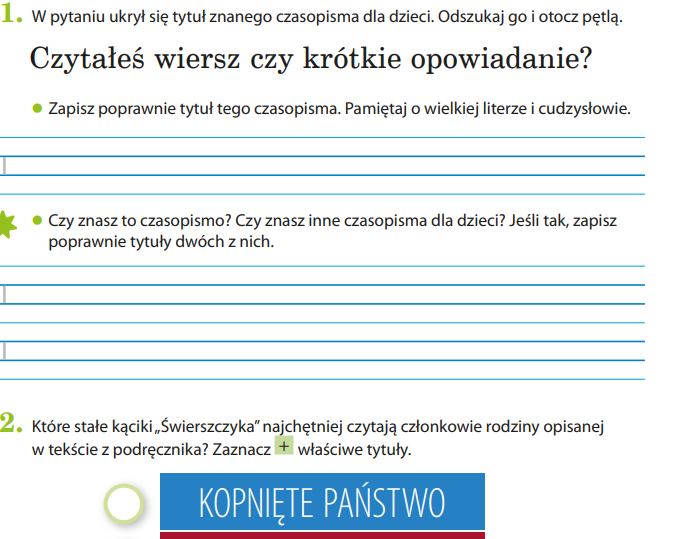 1. W pytaniu ukrył się tytuł znanego czasopisma dla dzieci. Odszukaj go i otocz pętlą.
Czytałeś wiersz czy krótkie opowiadanie?
Zapisz poprawnie tytuł tego czasopisma. Pamiętaj o wielkiej literze i cudzysłowie.
Czy znasz to czasopismo? Czy znasz inne czasopisma dla dzieci? Jeśli tak, zapisz
poprawnie tytuły dwóch z nich.
2. Które stałe kąciki „Świerszczyka” najchętniej czytają członkowie rodziny opisanej
w tekście z podręcznika? Zaznacz + właściwe tytuły.
KOPNIĘTE PAŃSTWO